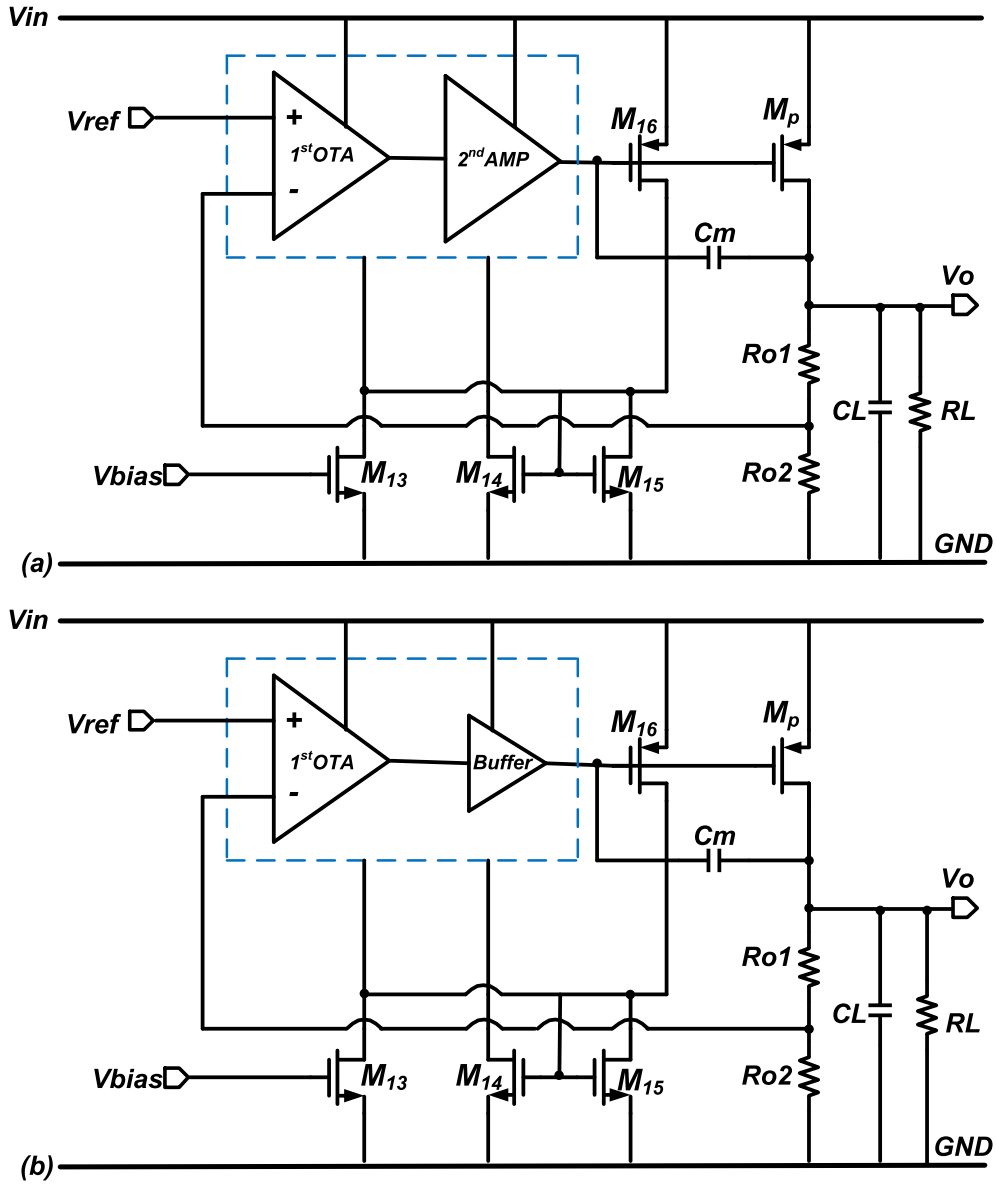 Vin
Vref
+
1stOTA
-
2ndAMP
M16
Mp
Cm
Vo
Ro1
CL
RL
Vbias
M13
M14
M15
Ro2
GND
(a)
Vin
Vref
+
1stOTA
-
Buffer
M16
Mp
Cm
Vo
Ro1
CL
RL
Vbias
M13
M14
M15
Ro2
GND
(b)